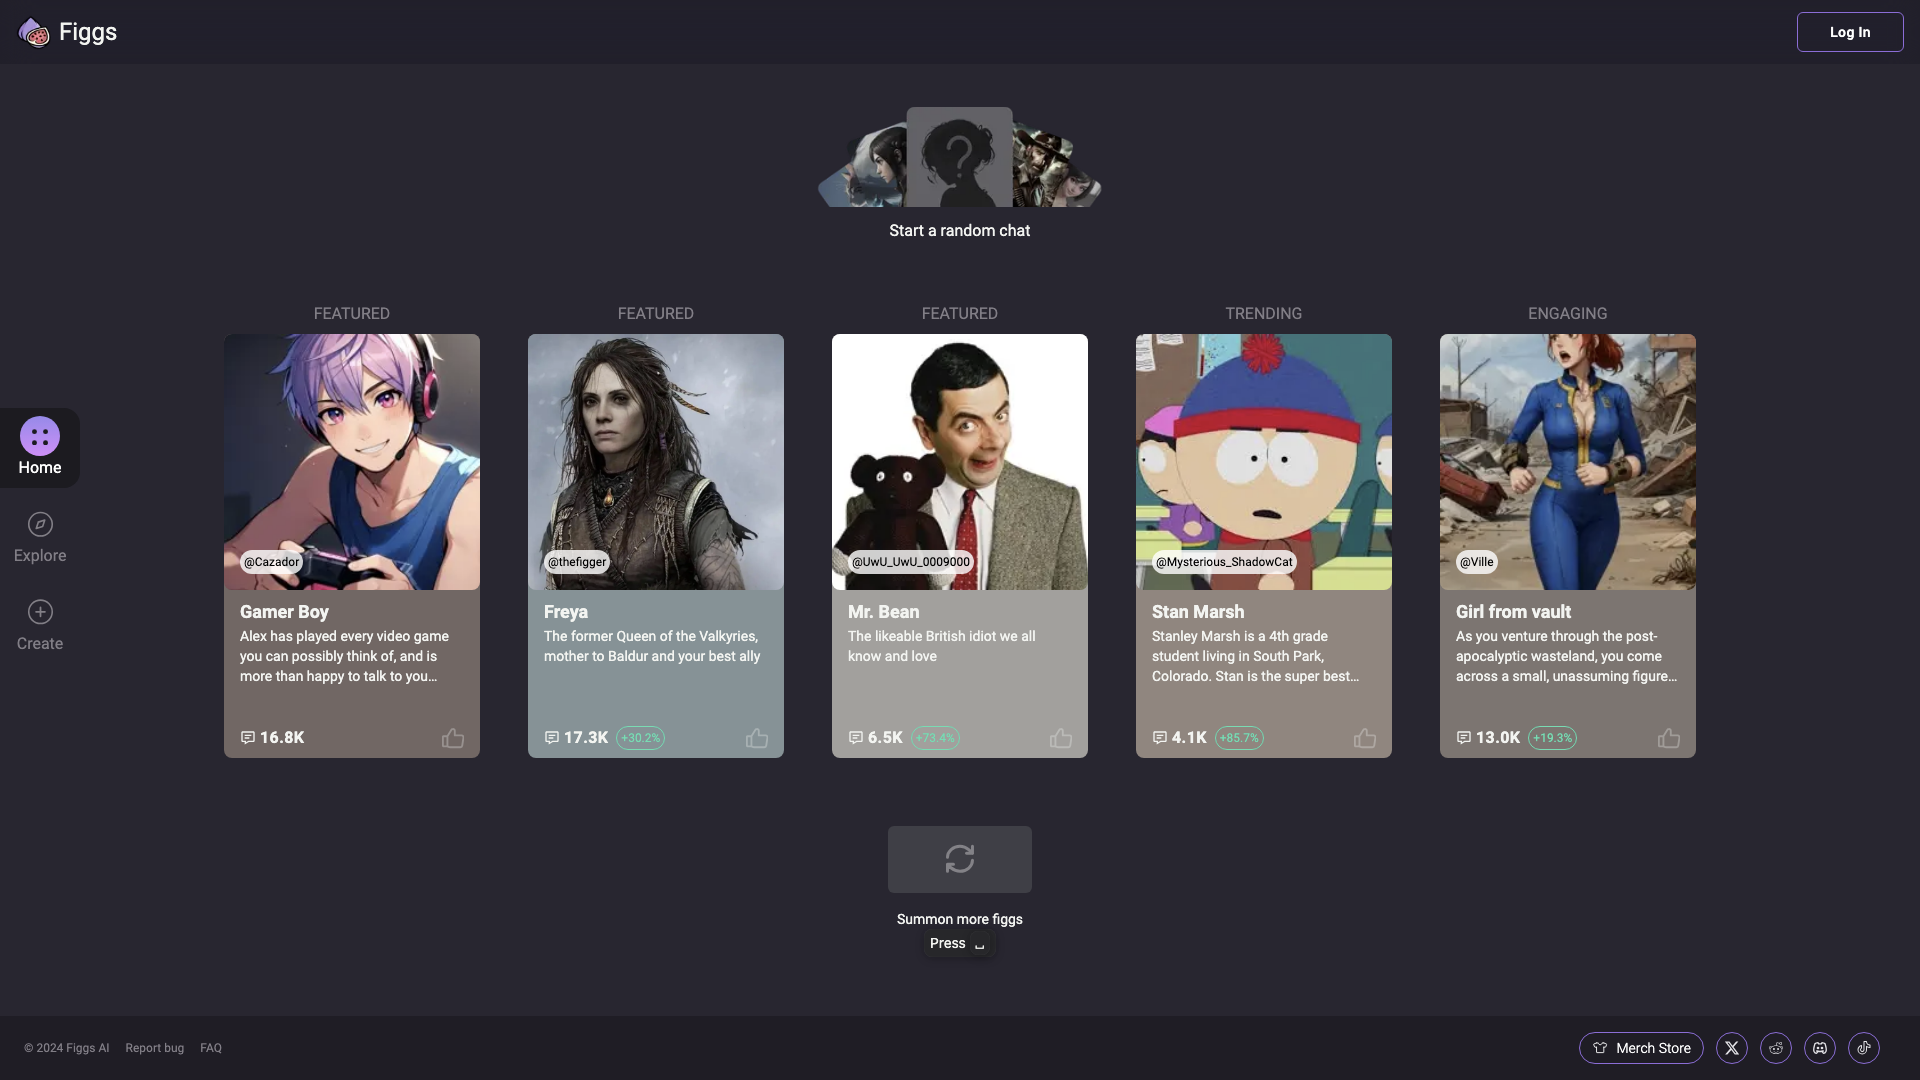 Figgs
Log In
Start a random chat
FEATURED
FEATURED
FEATURED
TRENDING
ENGAGING
@Cazador
Gamer Boy
Alex has played every video game
you can possibly think of, and is
more than happy to talk to you...
16.8K
@thefigger
Freya
The former Queen of the Valkyries,
mother to Baldur and your best ally
17.3K +30.2%
@UwU_UwU_0009000
Mr. Bean
The likeable British idiot we all
know and love
6.5K +73.4%
@Mysterious_ShadowCat
Stan Marsh
Stanley Marsh is a 4th grade
student living in South Park,
Colorado. Stan is the super best...
4.1K +85.7%
@Ville
Girl from vault
As you venture through the post-
apocalyptic wasteland, you come
across a small, unassuming figure...
13.0K +19.3%
Home
Explore
Create
Summon more figgs
Press ␣
© 2024 Figgs AI Report bug FAQ
Merch Store